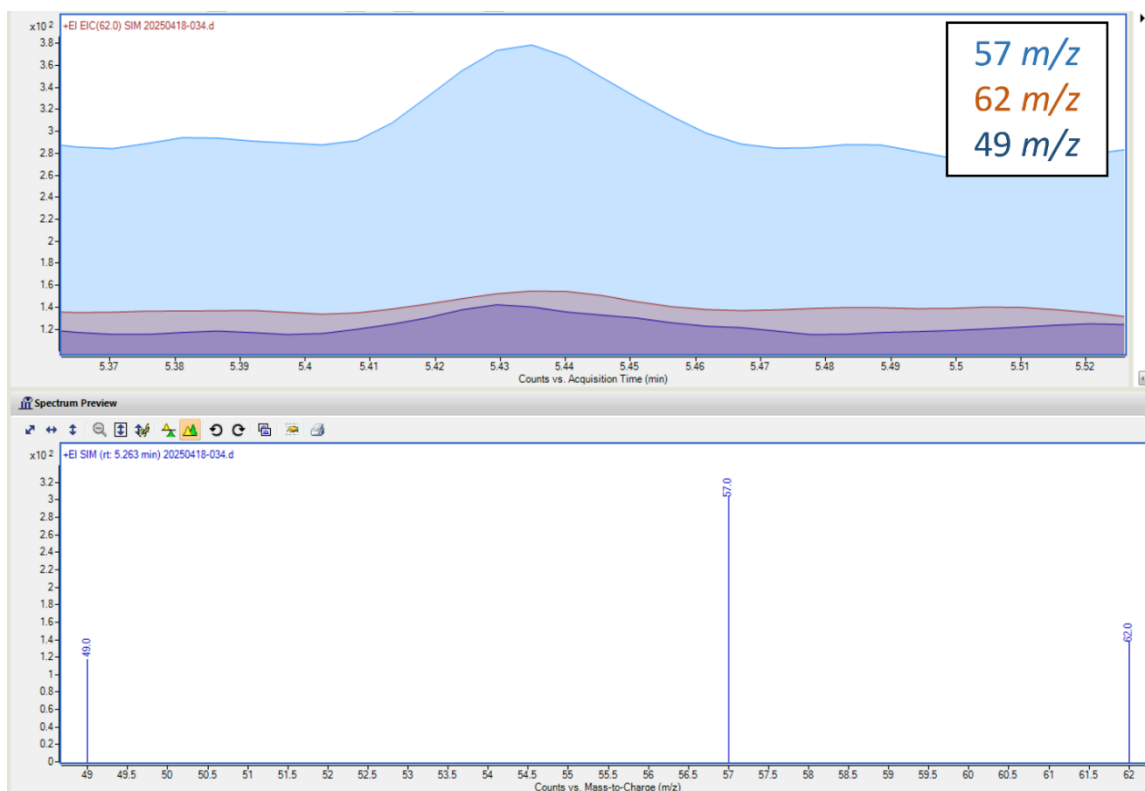 x10 2
+EI EIC(62.0) SIM 20250418-034.d
57 m/z
62 m/z
49 m/z
3.8
3.6
3.4
3.2
3
2.8
2.6
2.4
2.2
2
1.8
1.6
1.4
1.2
5.37 5.38 5.39 5.4 5.41 5.42 5.43 5.44 5.45 5.46 5.47 5.48 5.49 5.5 5.51 5.52
Counts vs. Acquisition Time (min)
Spectrum Preview
x10 2
+EI SIM (rt: 5.263 min) 20250418-034.d
3.2
3
2.8
2.6
2.4
2.2
2
1.8
1.6
1.4
1.2
1
0.8
0.6
0.4
0.2
0
49.0
57.0
62.0
49 49.5 50 50.5 51 51.5 52 52.5 53 53.5 54 54.5 55 55.5 56 56.5 57 57.5 58 58.5 59 59.5 60 60.5 61 61.5 62
Counts vs. Mass-to-Charge (m/z)